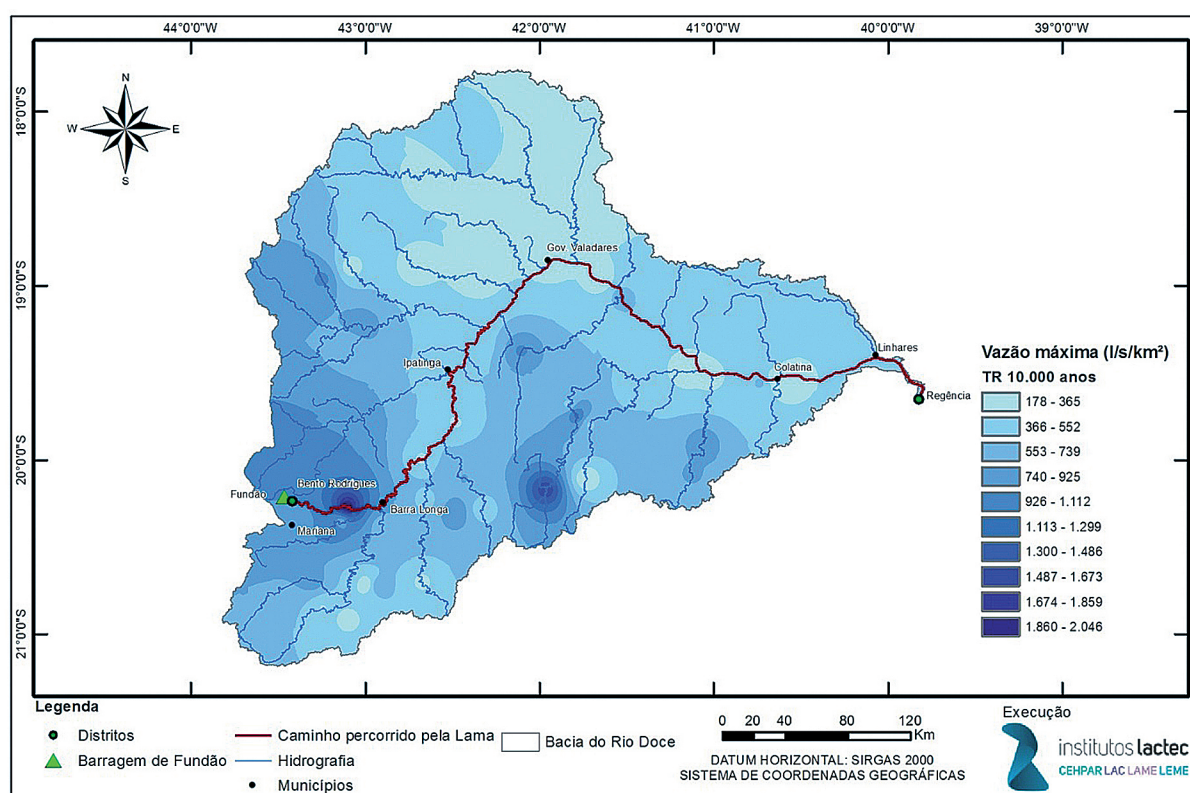 44°0'0"W 43°0'0"W 42°0'0"W 41°0'0"W 40°0'0"W 39°0'0"W
18°0'0"S
19°0'0"S
20°0'0"S
21°0'0"S
N
W E
S
Gov. Valadares
Ipatinga
Linhares
Colatina
Regência
Bento Rodrigues
Fundão
Barra Longa
Mariana
Vazão máxima (l/s/km²)
TR 10.000 anos
178 - 365
366 - 552
553 - 739
740 - 925
926 - 1.112
1.113 - 1.299
1.300 - 1.486
1.487 - 1.673
1.674 - 1.859
1.860 - 2.046
Legenda
Distritos
Barragem de Fundão
Caminho percorrido pela Lama
Hidrografia
Municípios
Bacia do Rio Doce
0 20 40 80 120
Km
DATUM HORIZONTAL: SIRGAS 2000
SISTEMA DE COORDENADAS GEOGRÁFICAS
Execução
institutos lactec
CEHPAR LAC LAME LEME